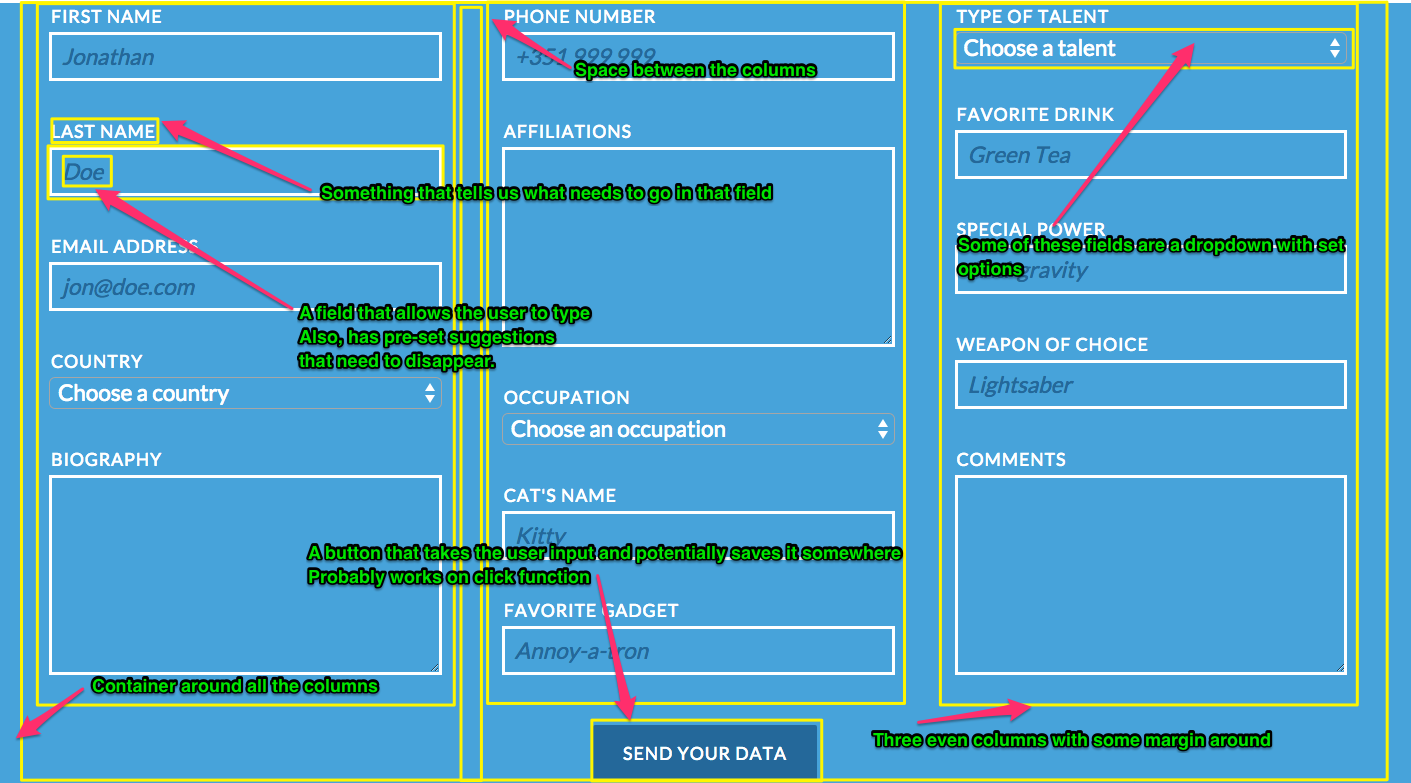 FIRST NAME
Jonathan
LAST NAME
Doe
EMAIL ADDRESS
jon@doe.com
COUNTRY
Choose a country
BIOGRAPHY
PHONE NUMBER
+351 999 999
AFFILIATIONS
OCCUPATION
Choose an occupation
CAT'S NAME
Kitty
FAVORITE GADGET
Annoy-a-tron
TYPE OF TALENT
Choose a talent
FAVORITE DRINK
Green Tea
SPECIAL POWER
gravity
WEAPON OF CHOICE
Lightsaber
COMMENTS
SEND YOUR DATA
Space between the columns
Something that tells us what needs to go in that field
Some of these fields are a dropdown with set
options
A field that allows the user to type
Also, has pre-set suggestions
that need to disappear.
A button that takes the user input and potentially saves it somewhere
Probably works on click function
Container around all the columns
Three even columns with some margin around